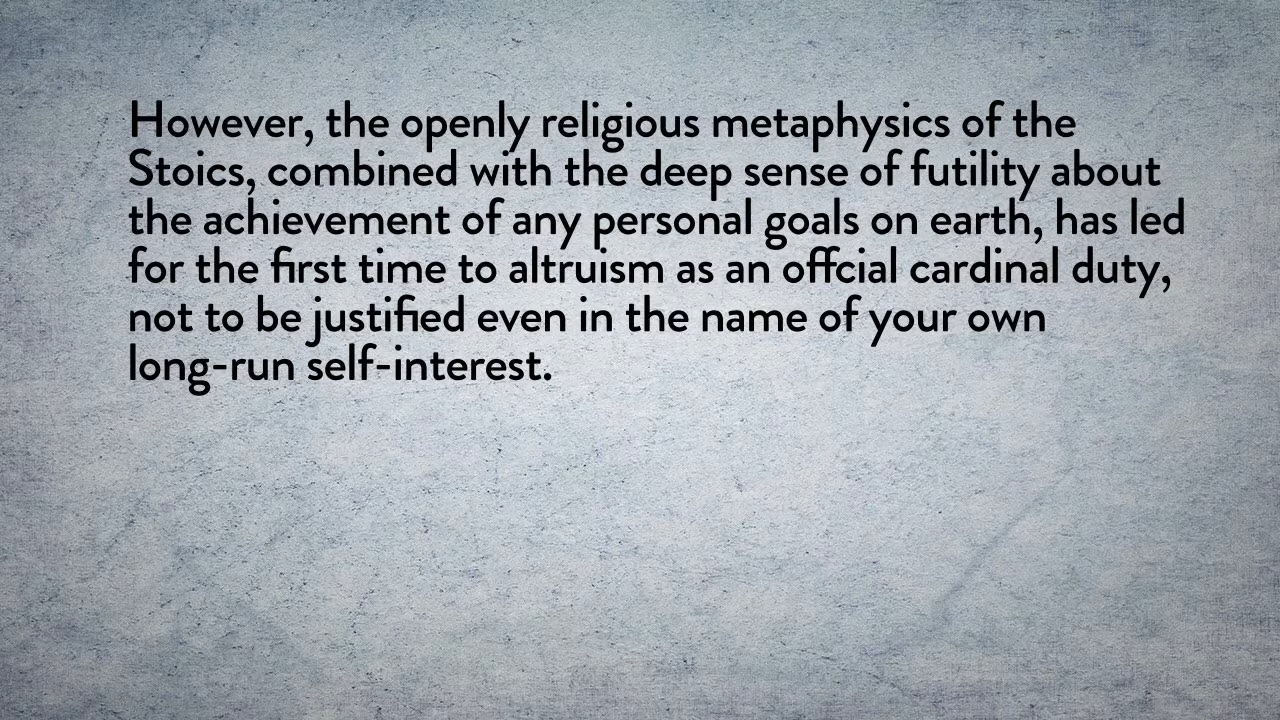 However, the openly religious metaphysics of the
Stoics, combined with the deep sense of futility about
the achievement of any personal goals on earth, has led
for the first time to altruism as an offcial cardinal duty,
not to be justified even in the name of your own
long-run self-interest.